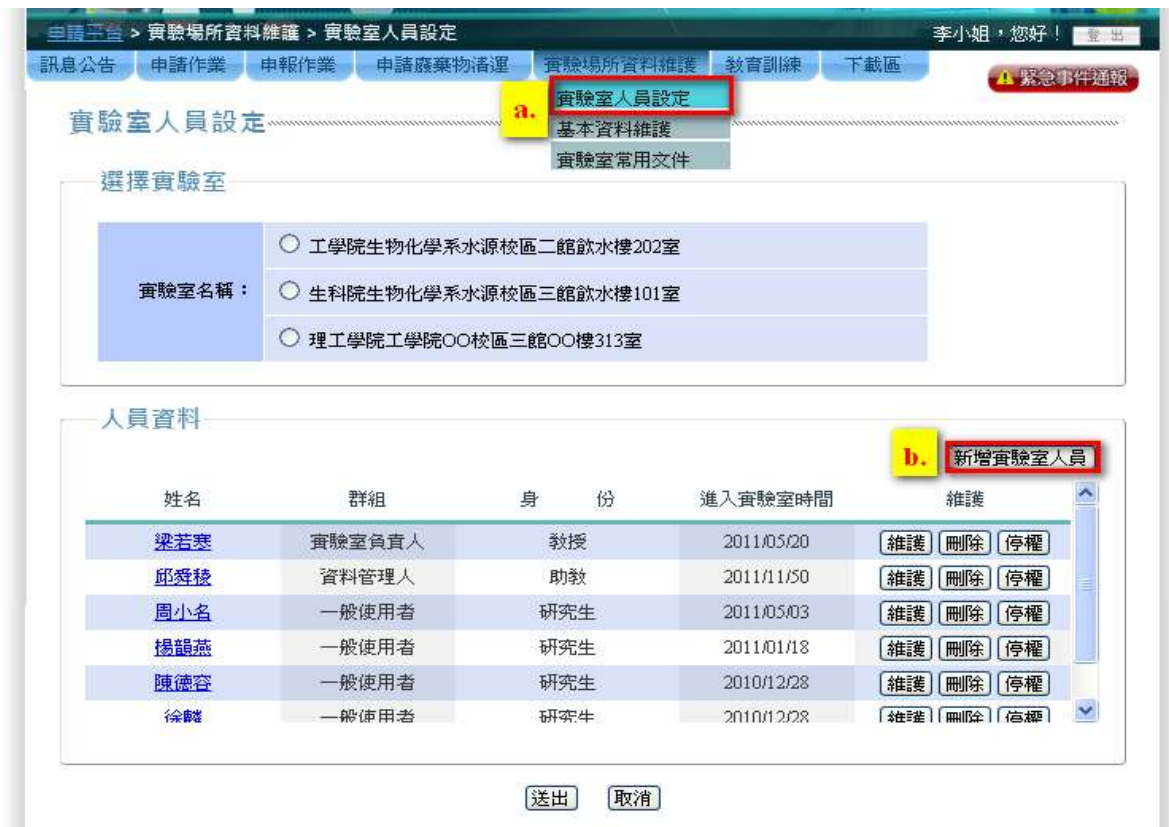 申請平台 > 實驗場所資料維護 > 實驗室人員設定
李小姐，您好！ 登 出
訊息公告 申請作業 申報作業 申請廢棄物清運 實驗場所資料維護 教育訓練 下載區
緊急事件通報
a. 實驗室人員設定
基本資料維護
實驗室常用文件
實驗室人員設定
選擇實驗室
實驗室名稱：
工學院生物化學系水源校區二館飲水樓202室
生科院生物化學系水源校區三館飲水樓101室
理工學院工學院OO校區三館OO樓313室
人員資料
b. 新增實驗室人員
姓名 群組 身 份 進入實驗室時間 維護
梁若寒 實驗室負責人 教授 2011/05/20 維護 刪除 停權
邱舜稜 資料管理人 助教 2011/11/50 維護 刪除 停權
周小名 一般使用者 研究生 2011/05/03 維護 刪除 停權
楊韻燕 一般使用者 研究生 2011/01/18 維護 刪除 停權
陳德容 一般使用者 研究生 2010/12/28 維護 刪除 停權
徐麟 一般使用者 研究生 2010/12/28 維護 刪除 停權
送出 取消